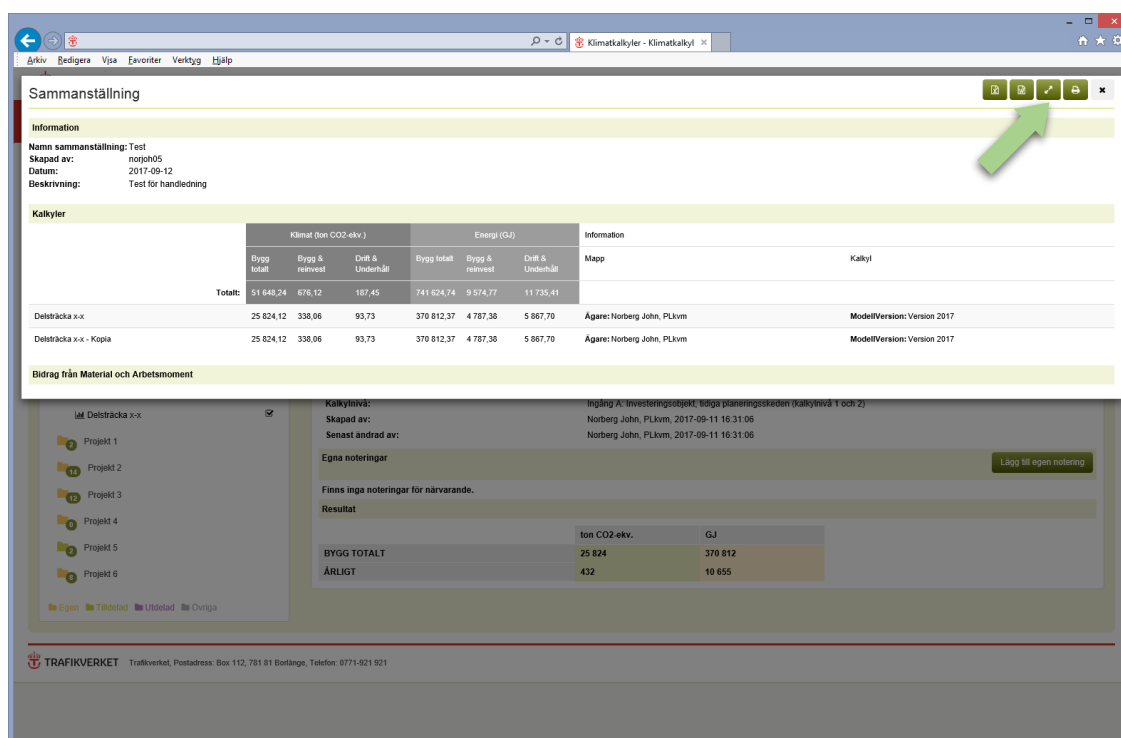 Klimatkalkyler - Klimatkalkyl
Arkiv Redigera Visa Favoriter Verktyg Hjälp
Sammanställning
Information
Namn sammanställning: Test
Skapad av: norjoh05
Datum: 2017-09-12
Beskrivning: Test för handledning
Kalkyler
Klimat (ton CO2-ekv.) Energi (GJ) Information
Bygg totalt Bygg & reinvest Drift & Underhåll Bygg totalt Bygg & reinvest Drift & Underhåll Mapp Kalkyl
Totalt: 51 648,24 676,12 187,45 741 624,74 9 574,77 11 735,41
Delsträcka x-x 25 824,12 338,06 93,73 370 812,37 4 787,38 5 867,70 Ägare: Norberg John, PLkvm ModellVersion: Version 2017
Delsträcka x-x - Kopia 25 824,12 338,06 93,73 370 812,37 4 787,38 5 867,70 Ägare: Norberg John, PLkvm ModellVersion: Version 2017
Bidrag från Material och Arbetsmoment
Delsträcka x-x
2 Projekt 1
14 Projekt 2
12 Projekt 3
0 Projekt 4
2 Projekt 5
8 Projekt 6
Egen Tilldelad Utdelad Övriga
Kalkylnivå: Ingång A: Investeringsobjekt, tidiga planeringsskeden (kalkylnivå 1 och 2)
Skapad av: Norberg John, PLkvm, 2017-09-11 16:31:06
Senast ändrad av: Norberg John, PLkvm, 2017-09-11 16:31:06
Egna noteringar
Lägg till egen notering
Finns inga noteringar för närvarande.
Resultat
ton CO2-ekv. GJ
BYGG TOTALT 25 824 370 812
ÅRLIGT 432 10 655
TRAFIKVERKET Trafikverket, Postadress: Box 112, 781 81 Borlänge, Telefon: 0771-921 921